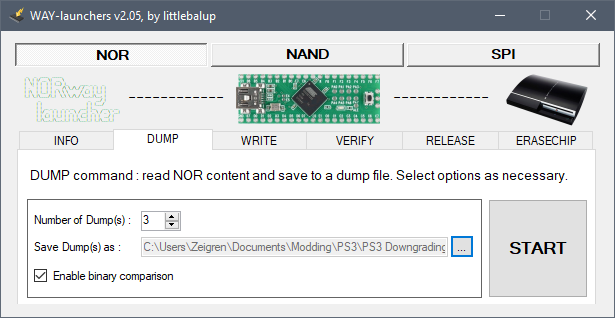 WAY-launchers v2.05, by littlebalup
NOR NAND SPI
NORway
launcher
INFO DUMP WRITE VERIFY RELEASE ERASECHIP
DUMP command : read NOR content and save to a dump file. Select options as necessary.
Number of Dump(s) : 3
Save Dump(s) as : C:\Users\Zeigren\Documents\Modding\PS3\PS3 Downgrading ...
Enable binary comparison
START